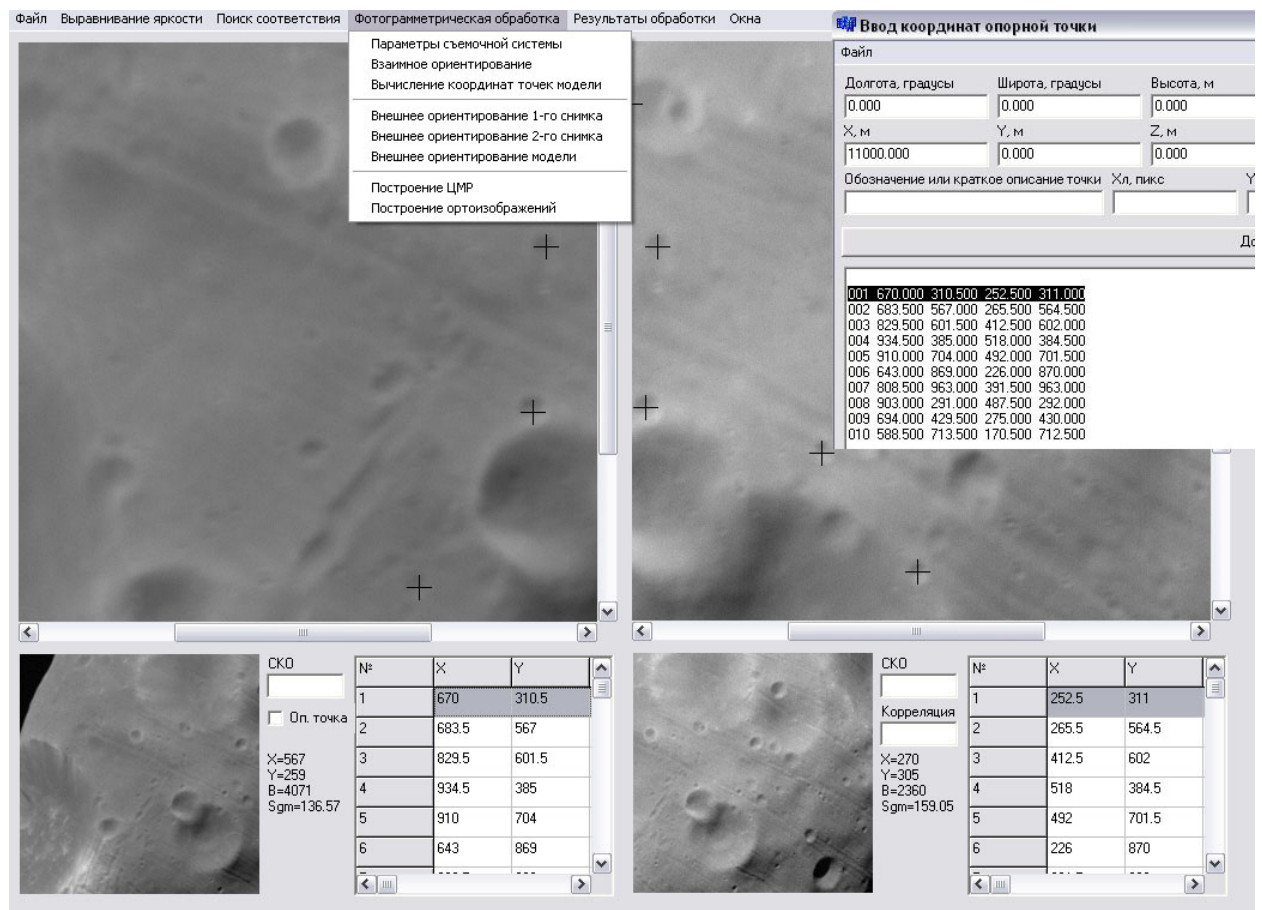 Файл Выравнивание яркости Поиск соответствия Фотограмметрическая обработка Результаты обработки Окна
Параметры съемочной системы
Взаимное ориентирование
Вычисление координат точек модели
Внешнее ориентирование 1-го снимка
Внешнее ориентирование 2-го снимка
Внешнее ориентирование модели
Построение ЦМР
Построение ортоизображений
Ввод координат опорной точки
Файл
Долгота, градусы Широта, градусы Высота, м
0.000 0.000 0.000
X, м Y, м Z, м
11000.000 0.000 0.000
Обозначение или краткое описание точки Xл, пикс Y
До
001 670.000 310.500 252.500 311.000
002 683.500 567.000 265.500 564.500
003 829.500 601.500 412.500 602.000
004 934.500 385.000 518.000 384.500
005 910.000 704.000 492.000 701.500
006 643.000 869.000 226.000 870.000
007 808.500 963.000 391.500 963.000
008 903.000 291.000 487.500 292.000
009 694.000 429.500 275.000 430.000
010 588.500 713.500 170.500 712.500
СКО
Оп. точка
X=567
Y=259
B=4071
Sgm=136.57
№ X Y
1 670 310.5
2 683.5 567
3 829.5 601.5
4 934.5 385
5 910 704
6 643 869
СКО
Корреляция
X=270
Y=305
B=2360
Sgm=159.05
№ X Y
1 252.5 311
2 265.5 564.5
3 412.5 602
4 518 384.5
5 492 701.5
6 226 870